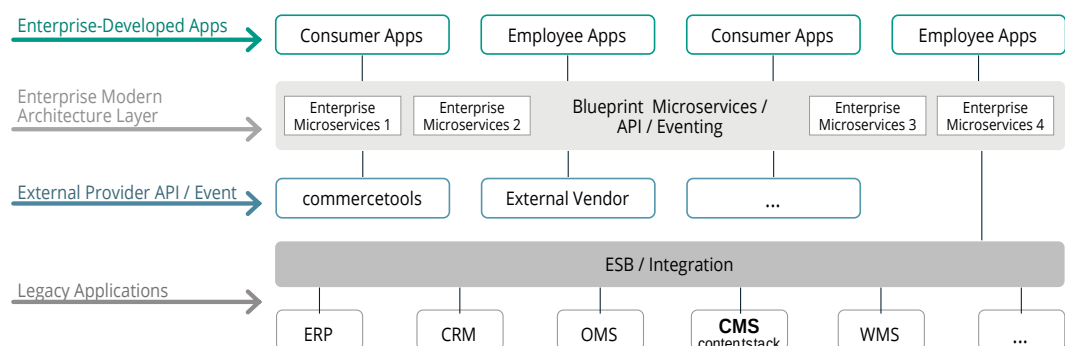 Enterprise-Developed Apps
Consumer Apps
Employee Apps
Consumer Apps
Employee Apps
Enterprise Modern
Architecture Layer
Enterprise
Microservices 1
Enterprise
Microservices 2
Blueprint Microservices /
API / Eventing
Enterprise
Microservices 3
Enterprise
Microservices 4
External Provider API / Event
commercetools
External Vendor
...
ESB / Integration
Legacy Applications
ERP
CRM
OMS
CMS
contentstack
WMS
...